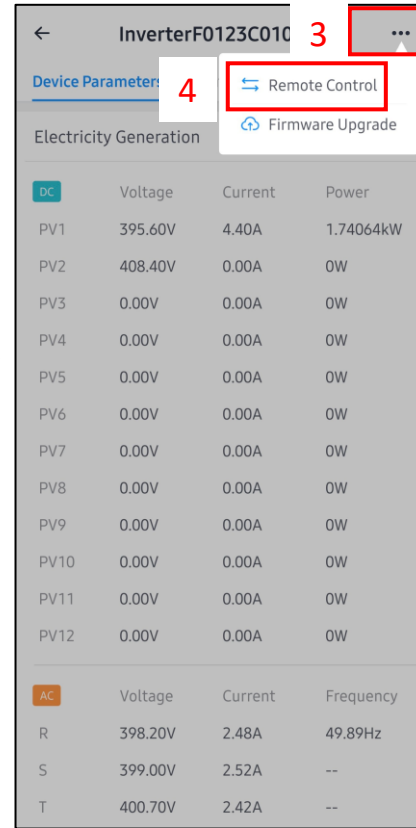 ← InverterF0123C010 3 •••
Device Parameters 4 Remote Control
Electricity Generation Firmware Upgrade
DC Voltage Current Power
PV1 395.60V 4.40A 1.74064kW
PV2 408.40V 0.00A 0W
PV3 0.00V 0.00A 0W
PV4 0.00V 0.00A 0W
PV5 0.00V 0.00A 0W
PV6 0.00V 0.00A 0W
PV7 0.00V 0.00A 0W
PV8 0.00V 0.00A 0W
PV9 0.00V 0.00A 0W
PV10 0.00V 0.00A 0W
PV11 0.00V 0.00A 0W
PV12 0.00V 0.00A 0W
AC Voltage Current Frequency
R 398.20V 2.48A 49.89Hz
S 399.00V 2.52A --
T 400.70V 2.42A --